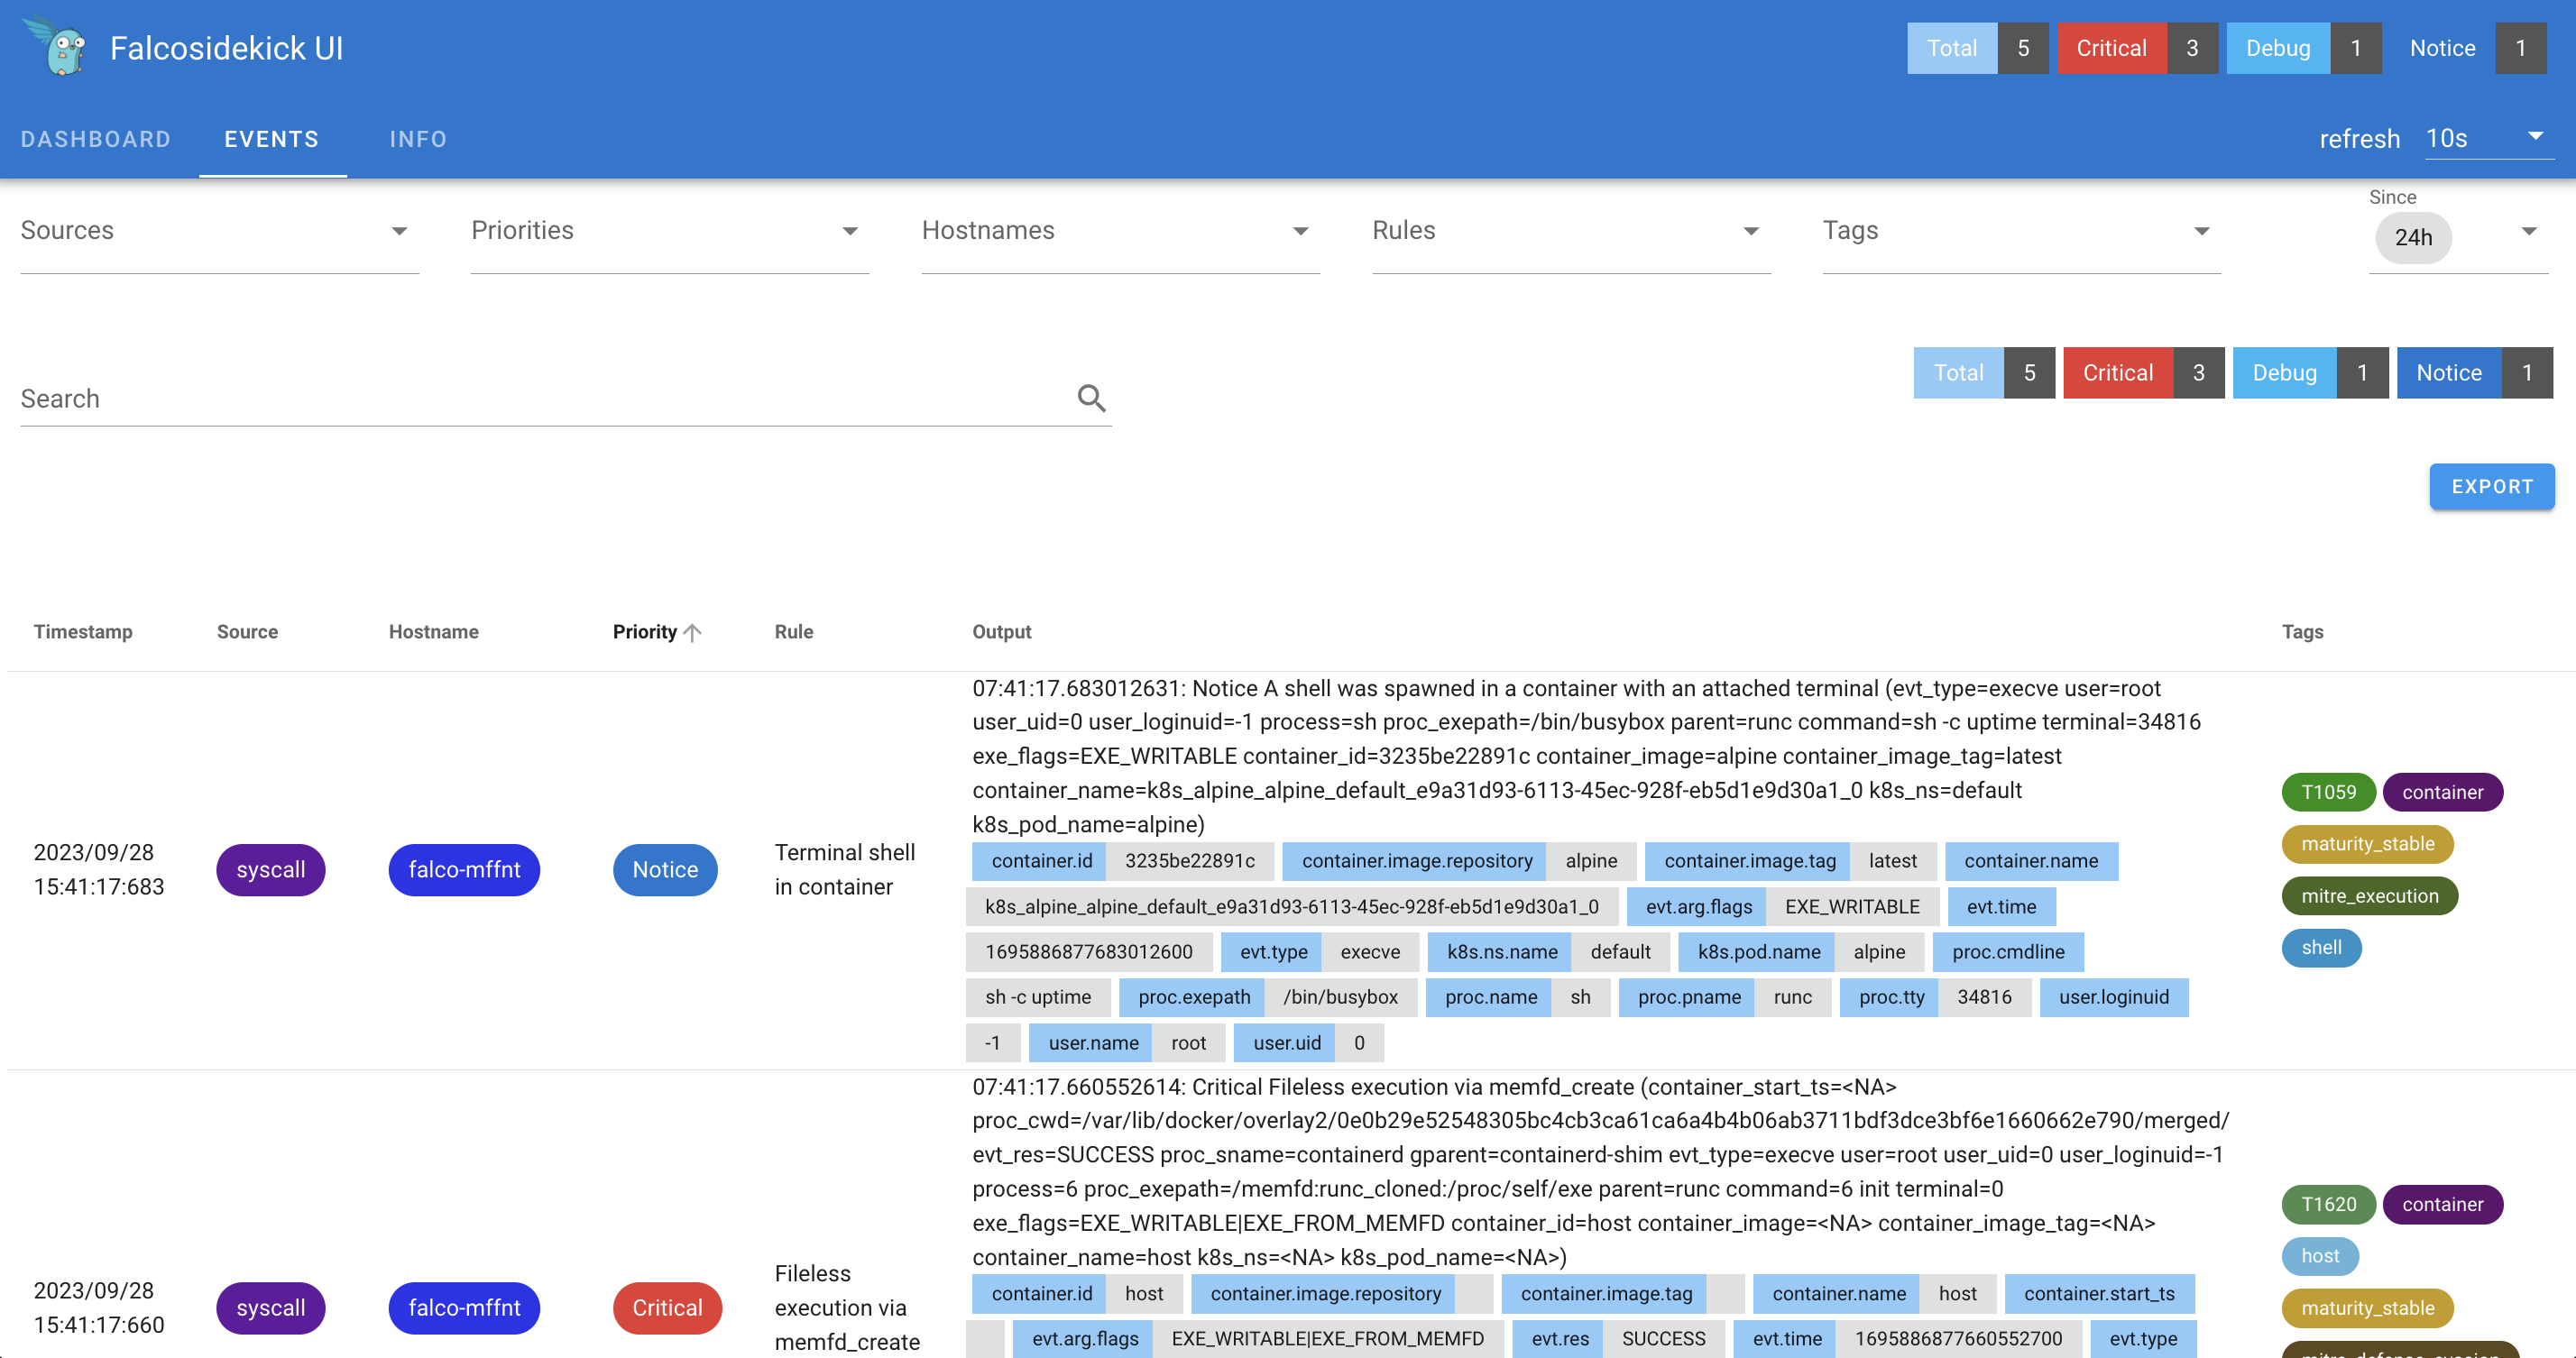 Falcosidekick UI
Total 5 Critical 3 Debug 1 Notice 1
DASHBOARD EVENTS INFO
refresh 10s
Since
Sources Priorities Hostnames Rules Tags 24h
Total 5 Critical 3 Debug 1 Notice 1
Search
EXPORT
Timestamp Source Hostname Priority Rule Output Tags
2023/09/28
15:41:17:683
syscall
falco-mffnt
Notice
Terminal shell
in container
07:41:17.683012631: Notice A shell was spawned in a container with an attached terminal (evt_type=execve user=root
user_uid=0 user_loginuid=-1 process=sh proc_exepath=/bin/busybox parent=runc command=sh -c uptime terminal=34816
exe_flags=EXE_WRITABLE container_id=3235be22891c container_image=alpine container_image_tag=latest
container_name=k8s_alpine_alpine_default_e9a31d93-6113-45ec-928f-eb5d1e9d30a1_0 k8s_ns=default
k8s_pod_name=alpine)
container.id 3235be22891c container.image.repository alpine container.image.tag latest container.name
k8s_alpine_alpine_default_e9a31d93-6113-45ec-928f-eb5d1e9d30a1_0 evt.arg.flags EXE_WRITABLE evt.time
1695886877683012600 evt.type execve k8s.ns.name default k8s.pod.name alpine proc.cmdline
sh -c uptime proc.exepath /bin/busybox proc.name sh proc.pname runc proc.tty 34816 user.loginuid
-1 user.name root user.uid 0
T1059 container
maturity_stable
mitre_execution
shell
2023/09/28
15:41:17:660
syscall
falco-mffnt
Critical
Fileless
execution via
memfd_create
07:41:17.660552614: Critical Fileless execution via memfd_create (container_start_ts=<NA>
proc_cwd=/var/lib/docker/overlay2/0e0b29e52548305bc4cb3ca61ca6a4b4b06ab3711bdf3dce3bf6e1660662e790/merged/
evt_res=SUCCESS proc_sname=containerd gparent=containerd-shim evt_type=execve user=root user_uid=0 user_loginuid=-1
process=6 proc_exepath=/memfd:runc_cloned:/proc/self/exe parent=runc command=6 init terminal=0
exe_flags=EXE_WRITABLE|EXE_FROM_MEMFD container_id=host container_image=<NA> container_image_tag=<NA>
container_name=host k8s_ns=<NA> k8s_pod_name=<NA>)
container.id host container.image.repository container.image.tag container.name host container.start_ts
evt.arg.flags EXE_WRITABLE|EXE_FROM_MEMFD evt.res SUCCESS evt.time 1695886877660552700 evt.type
T1620 container
host
maturity_stable